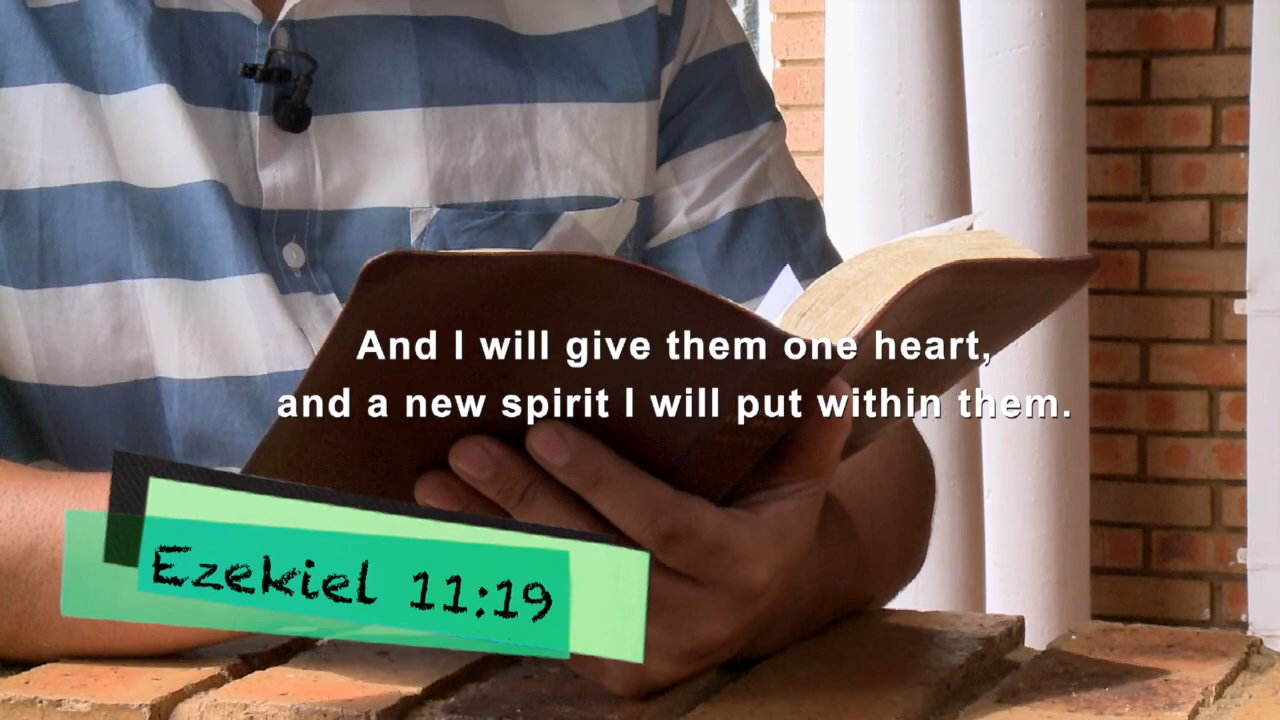 And I will give them one heart,
and a new spirit I will put within them.
Ezekiel 11:19